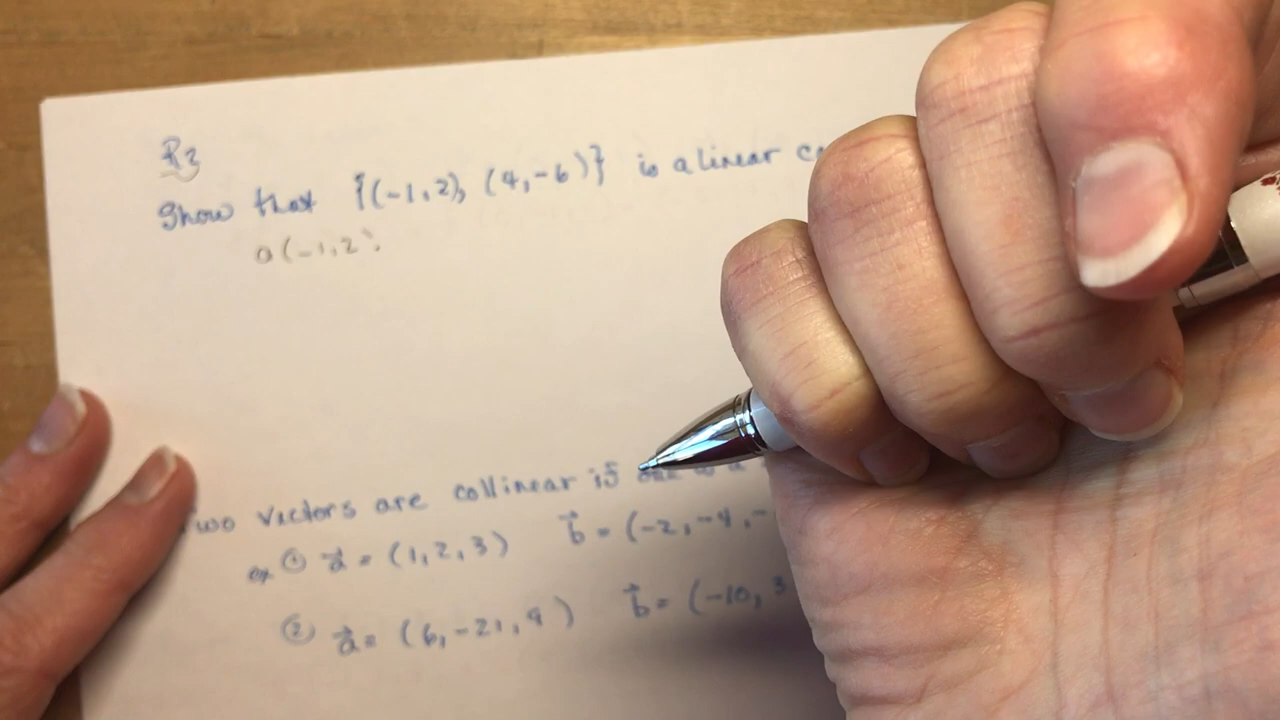 R2
Show that {(-1,2), (4,-6)} is a linear
a(-1,2)
Two vectors are collinear if
ex ① a⃗ = (1,2,3) b⃗ = (-2,-4,-
② a⃗ = (6,-21,9) b⃗ = (-10, 3